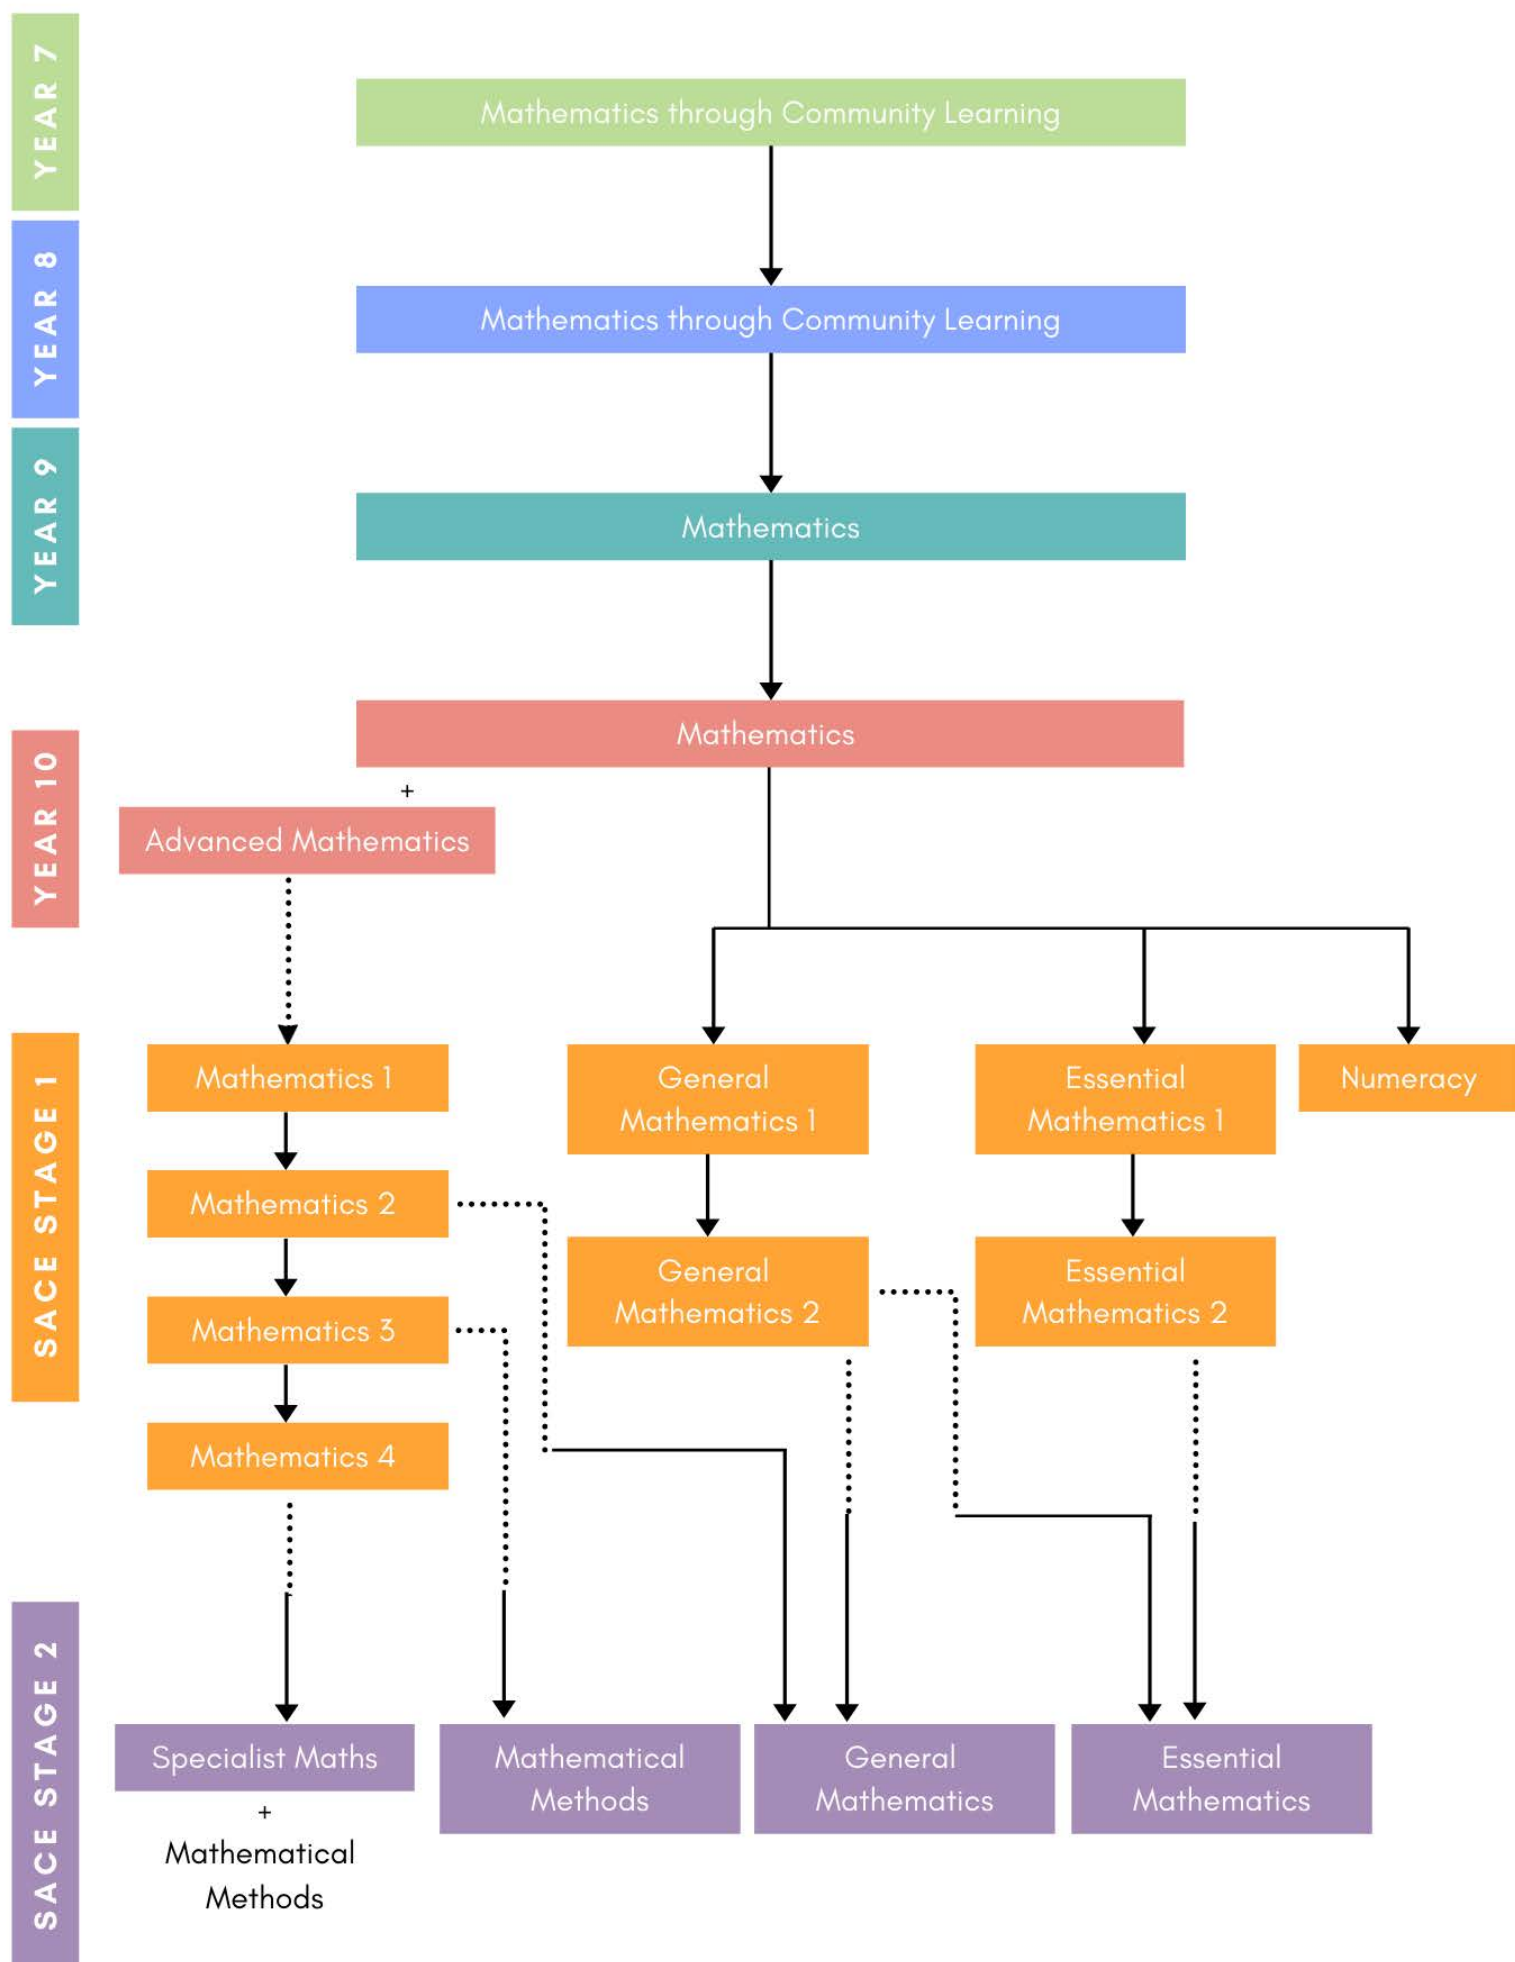 YEAR 7
Mathematics through Community Learning
YEAR 8
Mathematics through Community Learning
YEAR 9
Mathematics
YEAR 10
Mathematics
+
Advanced Mathematics
SACE STAGE 1
Mathematics 1
Mathematics 2
Mathematics 3
Mathematics 4
General
Mathematics 1
General
Mathematics 2
Essential
Mathematics 1
Essential
Mathematics 2
Numeracy
SACE STAGE 2
Specialist Maths
+
Mathematical
Methods
Mathematical
Methods
General
Mathematics
Essential
Mathematics